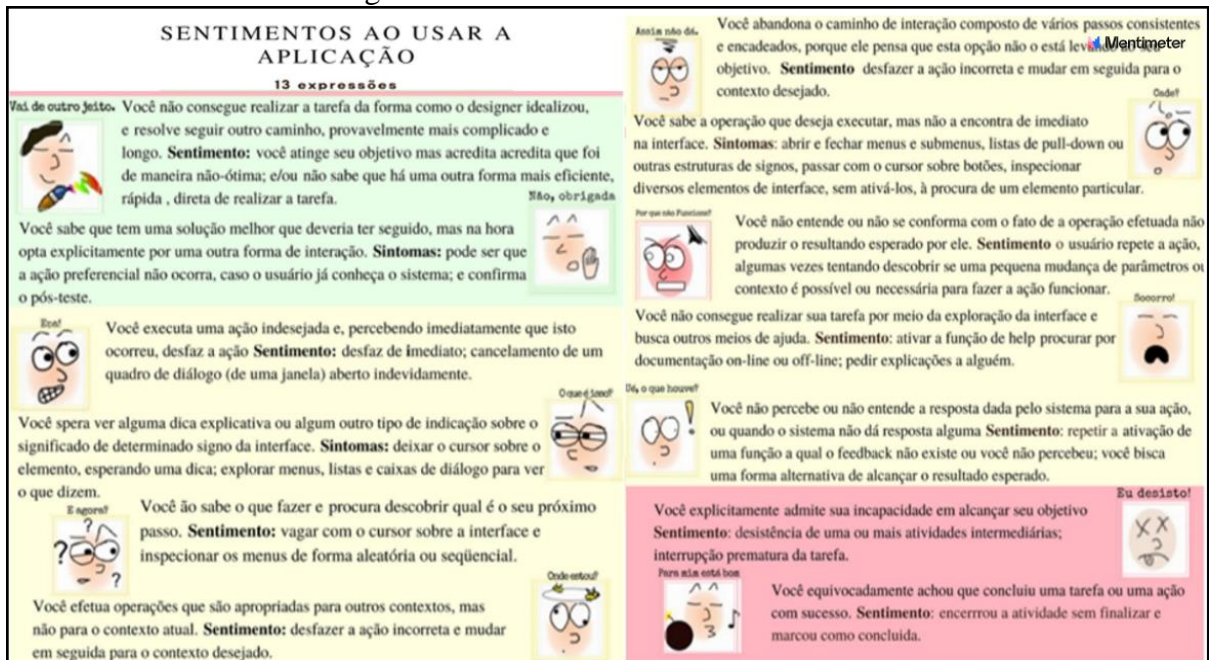 SENTIMENTOS AO USAR A
APLICAÇÃO
13 expressões
Vai de outro jeito.
Você não consegue realizar a tarefa da forma como o designer idealizou,
e resolve seguir outro caminho, provavelmente mais complicado e
longo. Sentimento: você atinge seu objetivo mas acredita acredita que foi
de maneira não-ótima; e/ou não sabe que há uma outra forma mais eficiente,
rápida , direta de realizar a tarefa.
Não, obrigada
Você sabe que tem uma solução melhor que deveria ter seguido, mas na hora
opta explicitamente por uma outra forma de interação. Sintomas: pode ser que
a ação preferencial não ocorra, caso o usuário já conheça o sistema; e confirma
o pós-teste.
Epa!
Você executa uma ação indesejada e, percebendo imediatamente que isto
ocorreu, desfaz a ação Sentimento: desfaz de imediato; cancelamento de um
quadro de diálogo (de uma janela) aberto indevidamente.
O que é isso?
Você spera ver alguma dica explicativa ou algum outro tipo de indicação sobre o
significado de determinado signo da interface. Sintomas: deixar o cursor sobre o
elemento, esperando uma dica; explorar menus, listas e caixas de diálogo para ver
o que dizem.
E agora?
Você ão sabe o que fazer e procura descobrir qual é o seu próximo
passo. Sentimento: vagar com o cursor sobre a interface e
inspecionar os menus de forma aleatória ou seqüencial.
Onde estou?
Você efetua operações que são apropriadas para outros contextos, mas
não para o contexto atual. Sentimento: desfazer a ação incorreta e mudar
em seguida para o contexto desejado.
Assim não dá.
Você abandona o caminho de interação composto de vários passos consistentes
e encadeados, porque ele pensa que esta opção não o está
Mentimeter
objetivo. Sentimento desfazer a ação incorreta e mudar em seguida para o
contexto desejado.
Cadê?
Você sabe a operação que deseja executar, mas não a encontra de imediato
na interface. Sintomas: abrir e fechar menus e submenus, listas de pull-down ou
outras estruturas de signos, passar com o cursor sobre botões, inspecionar
diversos elementos de interface, sem ativá-los, à procura de um elemento particular.
Por que não Funciona?
Você não entende ou não se conforma com o fato de a operação efetuada não
produzir o resultando esperado por ele. Sentimento o usuário repete a ação,
algumas vezes tentando descobrir se uma pequena mudança de parâmetros ou
contexto é possível ou necessária para fazer a ação funcionar.
Socorro!
Você não consegue realizar sua tarefa por meio da exploração da interface e
busca outros meios de ajuda. Sentimento: ativar a função de help procurar por
documentação on-line ou off-line; pedir explicações a alguém.
Ué, o que houve?
Você não percebe ou não entende a resposta dada pelo sistema para a sua ação,
ou quando o sistema não dá resposta alguma Sentimento: repetir a ativação de
uma função a qual o feedback não existe ou você não percebeu; você bisca
uma forma alternativa de alcançar o resultado esperado.
Eu desisto!
Você explicitamente admite sua incapacidade em alcançar seu objetivo
Sentimento: desistência de uma ou mais atividades intermediárias;
interrupção prematura da tarefa.
Para mim está bom
Você equivocadamente achou que concluiu uma tarefa ou uma ação
com sucesso. Sentimento: encerrrou a atividade sem finalizar e
marcou como concluida.